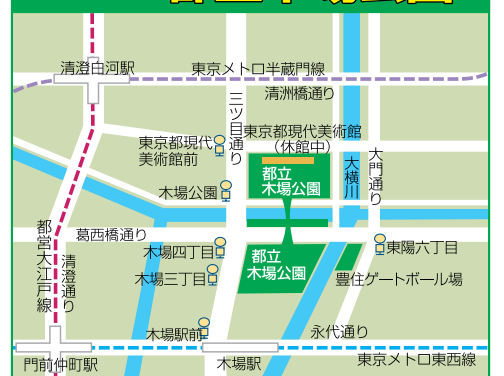 清澄白河駅
東京メトロ半蔵門線
清洲橋通り
三ツ目通り
東京都現代美術館
（休館中）
東京都現代
美術館前
大横川
大門通り
都立
木場公園
木場公園
葛西橋通り
都営大江戸線
清澄通り
木場四丁目
都立
木場公園
東陽六丁目
木場三丁目
豊住ゲートボール場
木場駅前
永代通り
門前仲町駅
木場駅
東京メトロ東西線